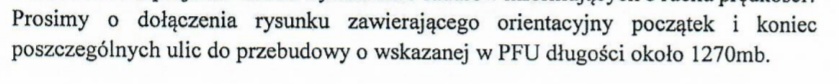 Prosimy o dołączenia rysunku zawierającego orientacyjny początek i koniec
poszczególnych ulic do przebudowy o wskazanej w PFU długości około 1270mb.